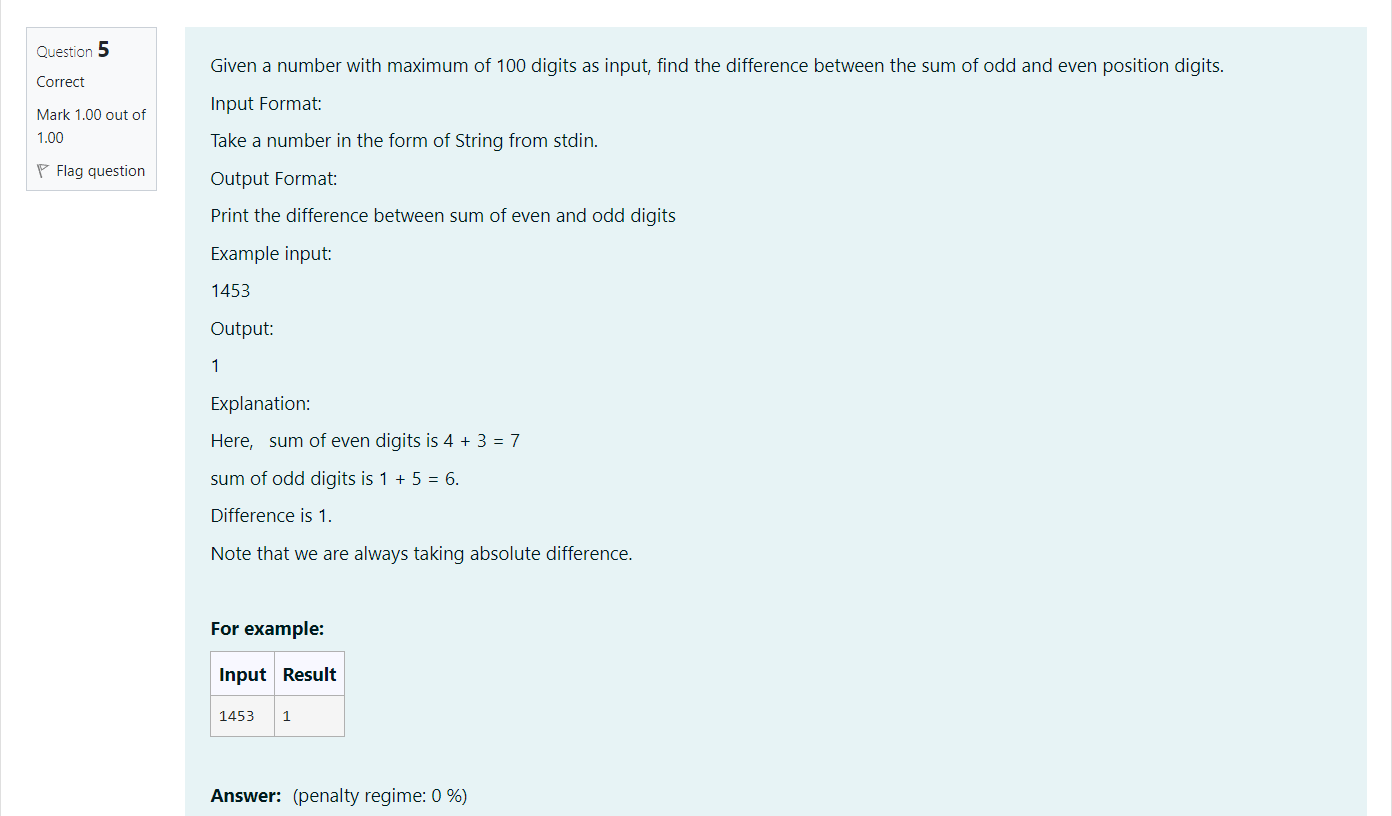 Question 5
Correct
Mark 1.00 out of
1.00
Flag question
Given a number with maximum of 100 digits as input, find the difference between the sum of odd and even position digits.
Input Format:
Take a number in the form of String from stdin.
Output Format:
Print the difference between sum of even and odd digits
Example input:
1453
Output:
1
Explanation:
Here,   sum of even digits is 4 + 3 = 7
sum of odd digits is 1 + 5 = 6.
Difference is 1.
Note that we are always taking absolute difference.
For example:
Input Result
1453 1
Answer:  (penalty regime: 0 %)